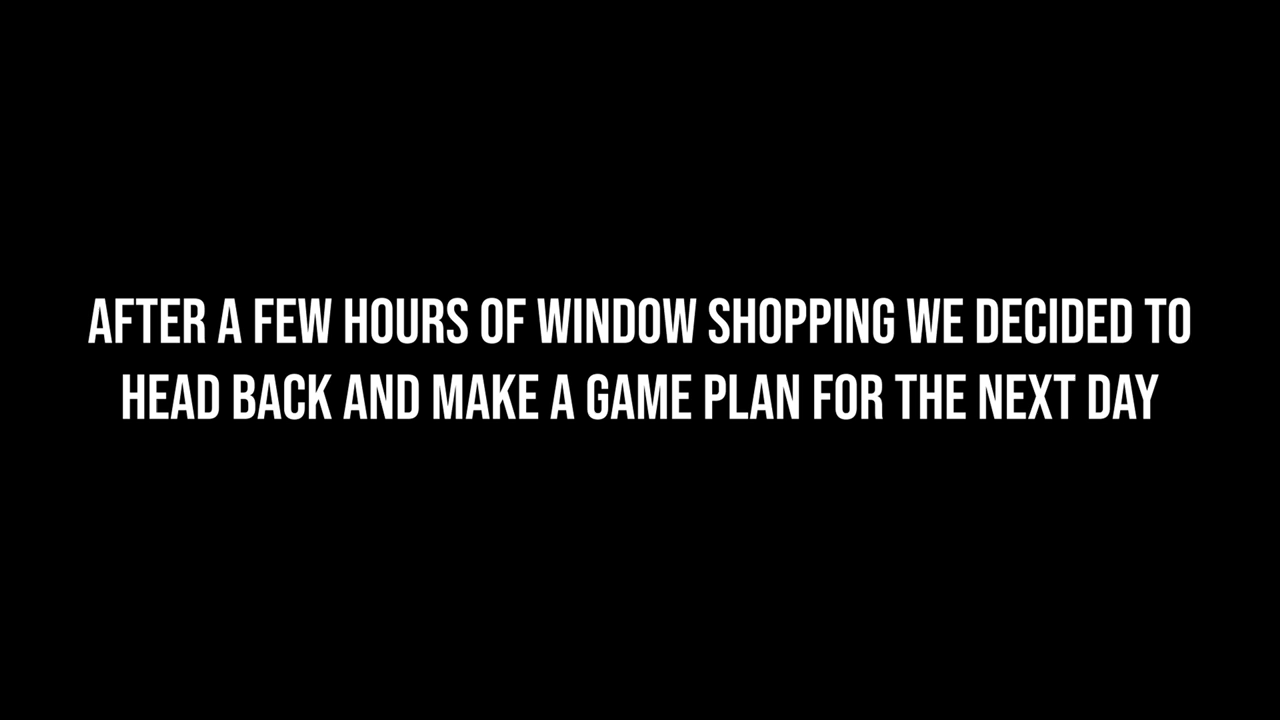 AFTER A FEW HOURS OF WINDOW SHOPPING WE DECIDED TO
HEAD BACK AND MAKE A GAME PLAN FOR THE NEXT DAY